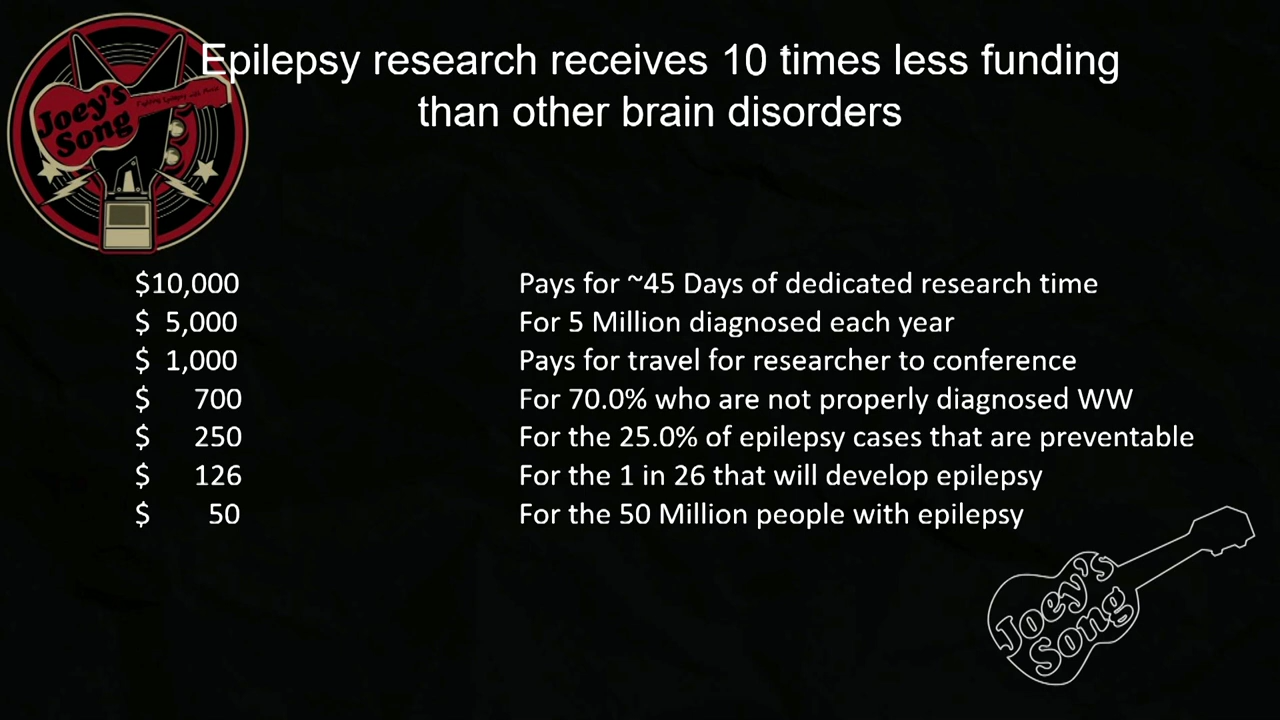 Epilepsy research receives 10 times less funding
than other brain disorders
Joey's
Song
Fighting Epilepsy with Music
$10,000 Pays for ~45 Days of dedicated research time
$ 5,000 For 5 Million diagnosed each year
$ 1,000 Pays for travel for researcher to conference
$ 700 For 70.0% who are not properly diagnosed WW
$ 250 For the 25.0% of epilepsy cases that are preventable
$ 126 For the 1 in 26 that will develop epilepsy
$ 50 For the 50 Million people with epilepsy
Joey's
Song